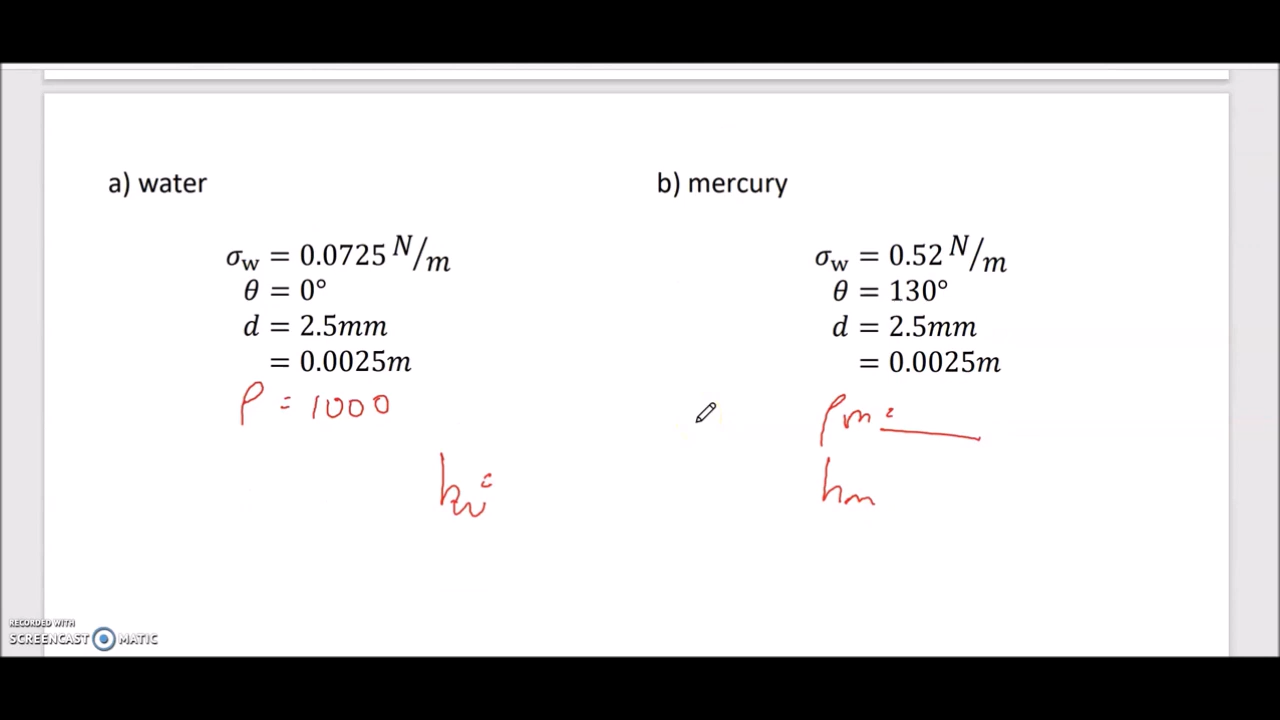 a) water
σw = 0.0725 N/m
θ = 0°
d = 2.5mm
= 0.0025m
ρ = 1000
hw =
b) mercury
σw = 0.52 N/m
θ = 130°
d = 2.5mm
= 0.0025m
ρm = ____
hm
RECORDED WITH
SCREENCAST MATIC